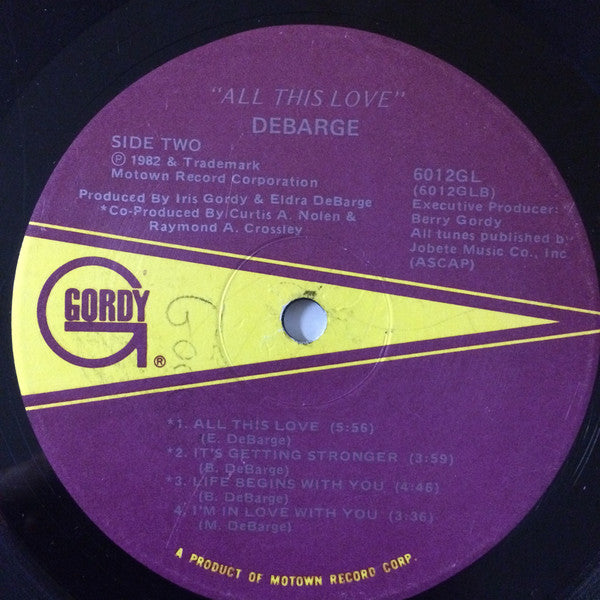 "ALL THIS LOVE"
DEBARGE
SIDE TWO
Ⓟ 1982 & Trademark
Motown Record Corporation
Produced By Iris Gordy & Eldra DeBarge
*Co-Produced By Curtis A. Nolen &
Raymond A. Crossley
6012GL
(6012GLB)
Executive Producer:
Berry Gordy
All tunes published by
Jobete Music Co., Inc
(ASCAP)
GORDY
®
*1. ALL THIS LOVE (5:56)
(E. DeBarge)
*2. IT'S GETTING STRONGER (3:59)
(B. DeBarge)
*3. LIFE BEGINS WITH YOU (4:46)
(B. DeBarge)
4. I'M IN LOVE WITH YOU (3:36)
(M. DeBarge)
A PRODUCT OF MOTOWN RECORD CORP.